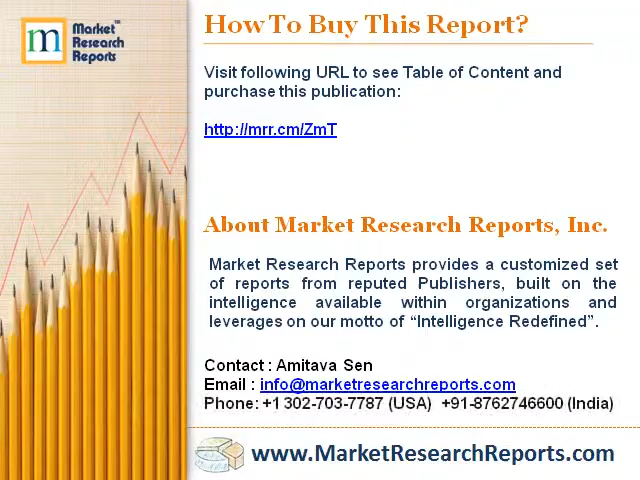 m
Market
Research
Reports
™
How To Buy This Report?
Visit following URL to see Table of Content and
purchase this publication:
http://mrr.cm/ZmT
About Market Research Reports, Inc.
Market Research Reports provides a customized set
of reports from reputed Publishers, built on the
intelligence available within organizations and
leverages on our motto of “Intelligence Redefined”.
Contact : Amitava Sen
Email : info@marketresearchreports.com
Phone: +1 302-703-7787 (USA) +91-8762746600 (India)
www.MarketResearchReports.com